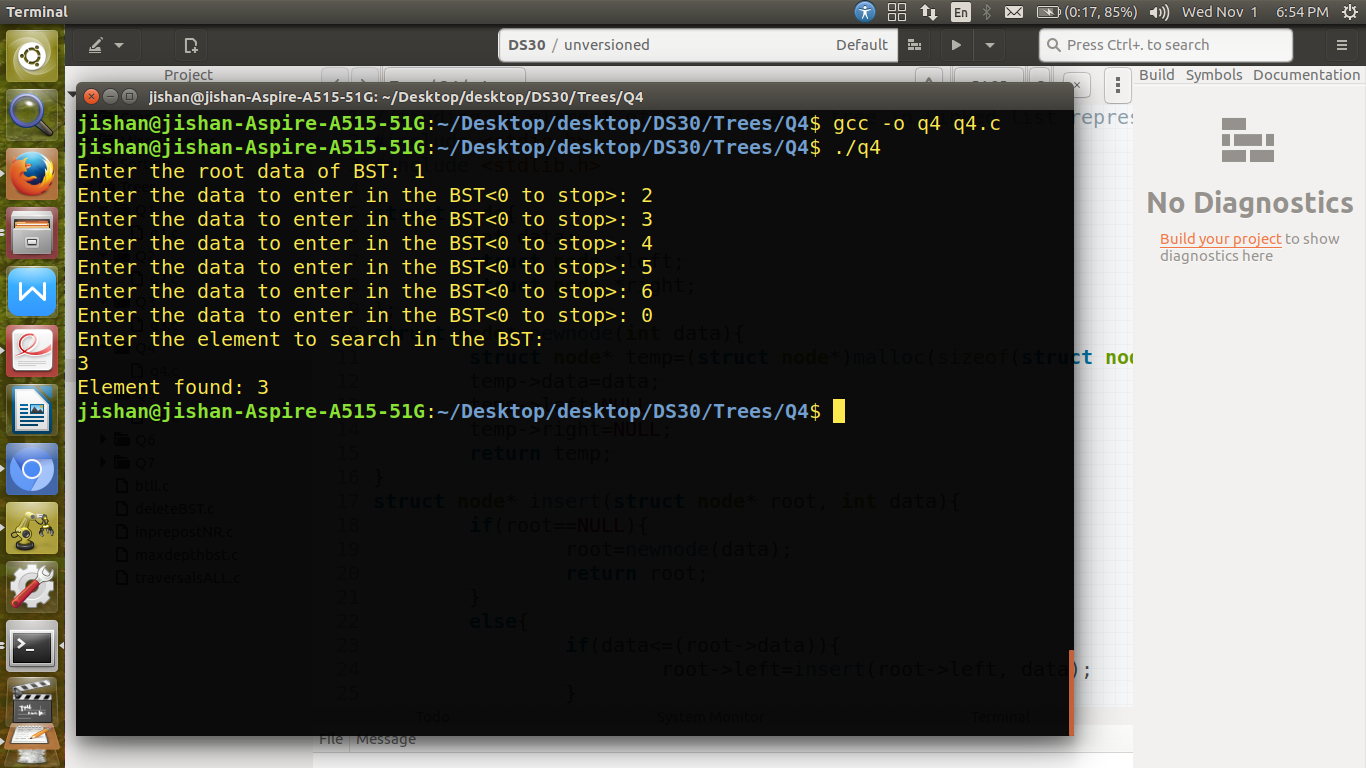 Terminal
En
(0:17, 85%)
Wed Nov 1
6:54 PM
DS30 / unversioned
Default
Press Ctrl+. to search
Project
Build Symbols Documentation
jishan@jishan-Aspire-A515-51G: ~/Desktop/desktop/DS30/Trees/Q4
jishan@jishan-Aspire-A515-51G:~/Desktop/desktop/DS30/Trees/Q4$ gcc -o q4 q4.c
jishan@jishan-Aspire-A515-51G:~/Desktop/desktop/DS30/Trees/Q4$ ./q4
Enter the root data of BST: 1
Enter the data to enter in the BST<0 to stop>: 2
Enter the data to enter in the BST<0 to stop>: 3
Enter the data to enter in the BST<0 to stop>: 4
Enter the data to enter in the BST<0 to stop>: 5
Enter the data to enter in the BST<0 to stop>: 6
Enter the data to enter in the BST<0 to stop>: 0
Enter the element to search in the BST:
3
Element found: 3
jishan@jishan-Aspire-A515-51G:~/Desktop/desktop/DS30/Trees/Q4$
List repres
#include <stdlib.h>
left;
right;
newnode(int data){
11 struct node* temp=(struct node*)malloc(sizeof(struct nod
12 temp->data=data;
14 temp->right=NULL;
15 return temp;
16 }
17 struct node* insert(struct node* root, int data){
18 if(root==NULL){
19 root=newnode(data);
20 return root;
21 }
22 else{
23 if(data<=(root->data)){
24 root->left=insert(root->left, data);
25 }
q4.c
Q6
Q7
btll.c
deleteBST.c
inprepostNR.c
maxdepthbst.c
traversalsALL.c
Todo
System Monitor
Terminal
File Message
No Diagnostics
Build your project to show
diagnostics here